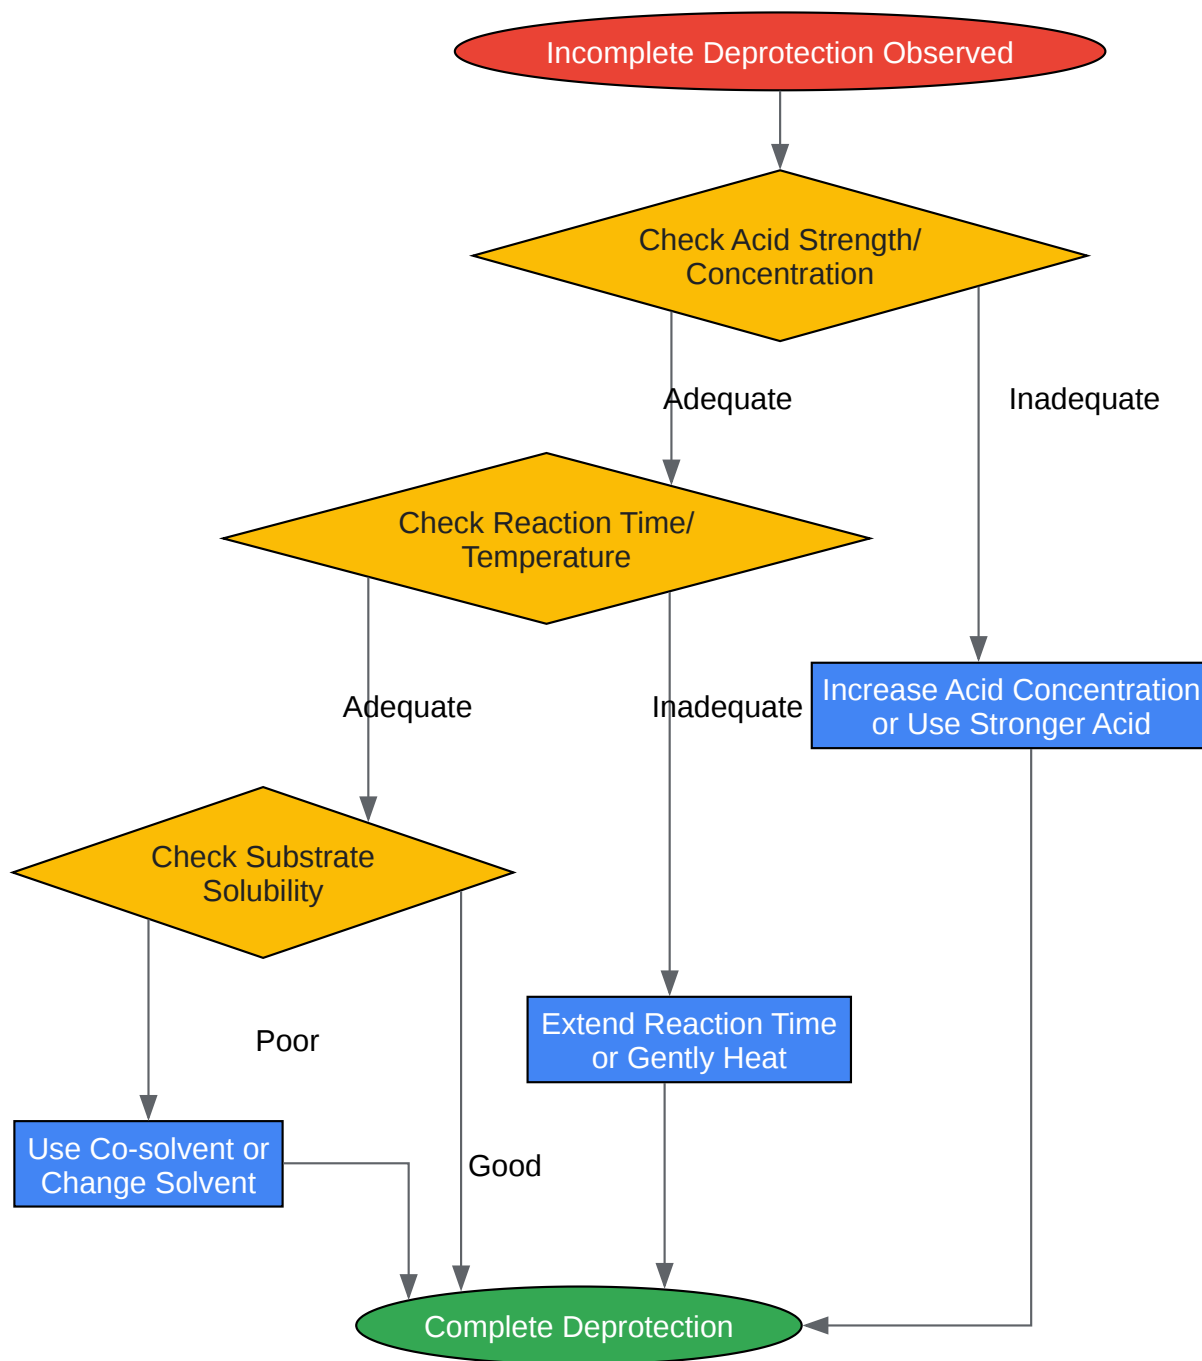 Incomplete Deprotection Observed
Check Acid Strength/
Concentration
Adequate
Inadequate
Check Reaction Time/
Temperature
Increase Acid Concentration
or Use Stronger Acid
Adequate
Inadequate
Check Substrate
Solubility
Extend Reaction Time
or Gently Heat
Poor
Use Co-solvent or
Change Solvent
Good
Complete Deprotection